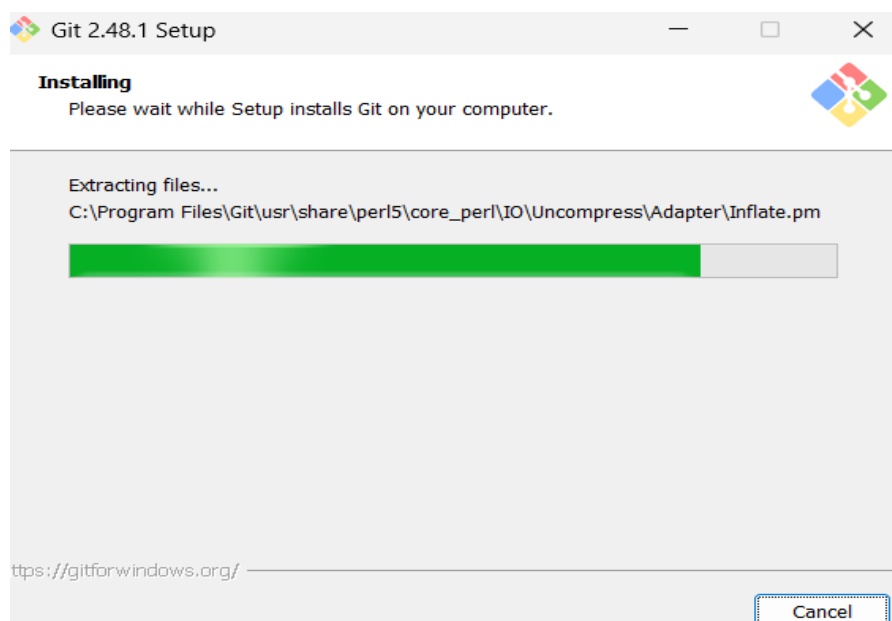 Git 2.48.1 Setup
Installing
Please wait while Setup installs Git on your computer.
Extracting files...
C:\Program Files\Git\usr\share\perl5\core_perl\IO\Uncompress\Adapter\Inflate.pm
ttps://gitforwindows.org/
Cancel